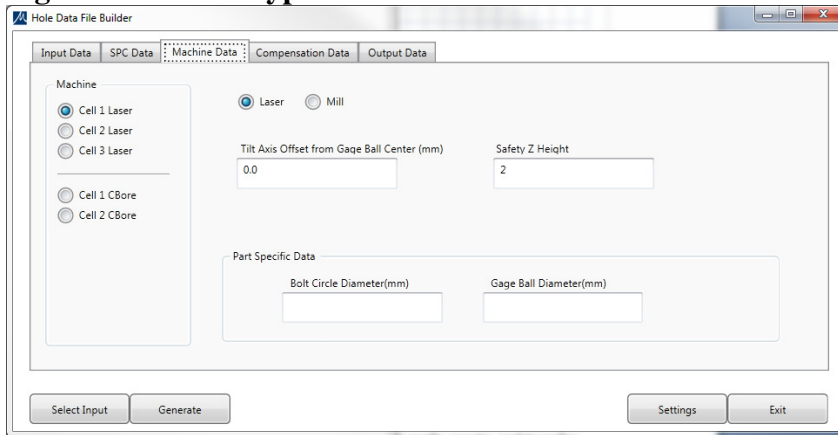 Hole Data File Builder
Input Data SPC Data Machine Data Compensation Data Output Data
Machine
Cell 1 Laser
Cell 2 Laser
Cell 3 Laser
Cell 1 CBore
Cell 2 CBore
Laser Mill
Tilt Axis Offset from Gage Ball Center (mm) Safety Z Height
0.0 2
Part Specific Data
Bolt Circle Diameter(mm) Gage Ball Diameter(mm)
Select Input Generate Settings Exit